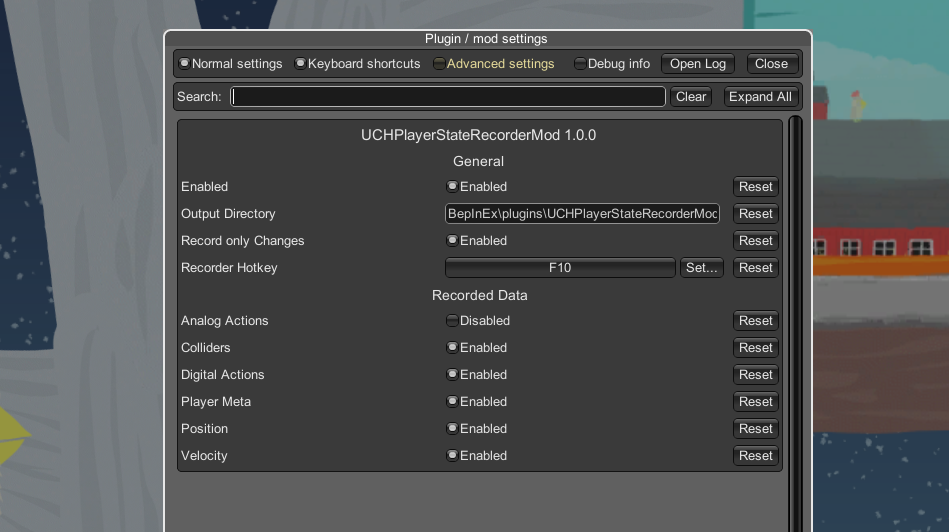 Plugin / mod settings
Normal settings Keyboard shortcuts Advanced settings Debug info Open Log Close
Search: Clear Expand All
UCHPlayerStateRecorderMod 1.0.0
General
Enabled Enabled Reset
Output Directory BepInEx\plugins\UCHPlayerStateRecorderMod Reset
Record only Changes Enabled Reset
Recorder Hotkey F10 Set... Reset
Recorded Data
Analog Actions Disabled Reset
Colliders Enabled Reset
Digital Actions Enabled Reset
Player Meta Enabled Reset
Position Enabled Reset
Velocity Enabled Reset